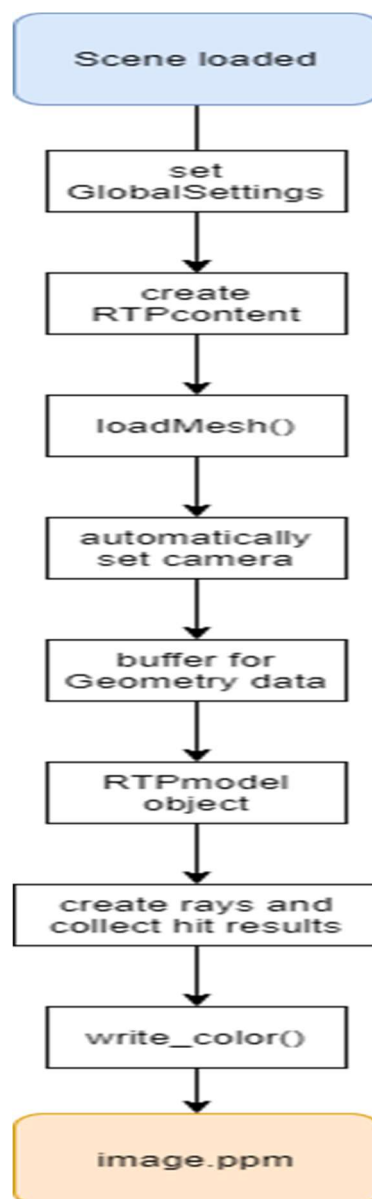 Scene loaded
set
GlobalSettings
create
RTPcontent
loadMesh()
automatically
set camera
buffer for
Geometry data
RTPmodel
object
create rays and
collect hit results
write_color()
image.ppm